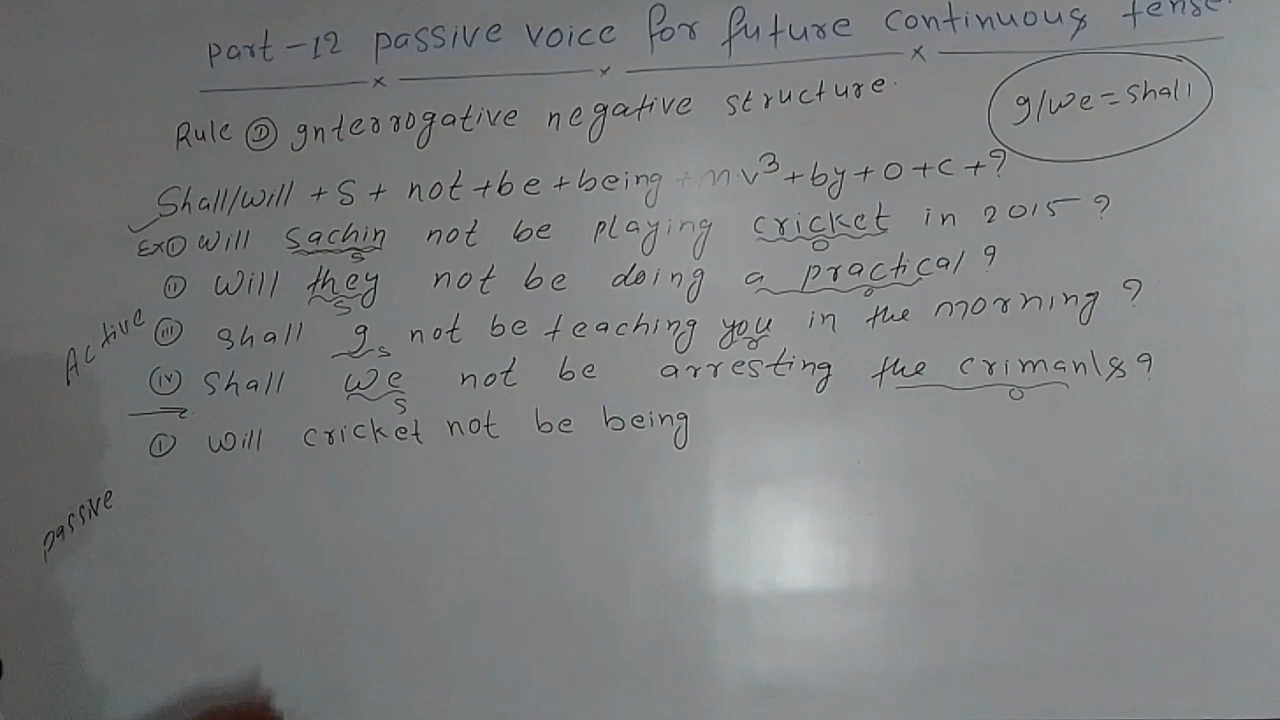 part-12 passive voice for future continuous tense
Rule ② Interrogative negative structure.
I/we = shall
Shall/will + S + not + be + being + m v³ + by + O + C + ?
Ex ① will sachin not be playing cricket in 2015 ?
S O
② will they not be doing a practical ?
S O
Active
③ shall I not be teaching you in the morning ?
S O
④ shall we not be arresting the crimanls ?
S O
① will cricket not be being
passive